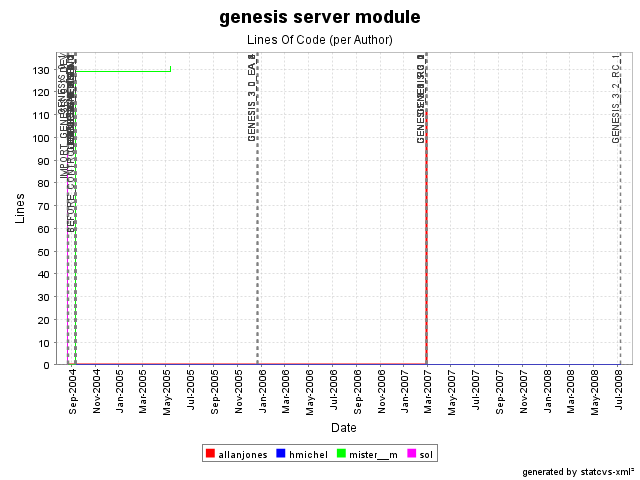 genesis server module
Lines Of Code (per Author)
Lines
130
120
110
100
90
80
70
60
50
40
30
20
10
0
GENESIS_3_2_RC_1
Sep-2004
Nov-2004
Jan-2005
Mar-2005
May-2005
Jul-2005
Sep-2005
Nov-2005
Jan-2006
Mar-2006
May-2006
Jul-2006
Sep-2006
Nov-2006
Jan-2007
Mar-2007
May-2007
Jul-2007
Sep-2007
Nov-2007
Jan-2008
Mar-2008
May-2008
Jul-2008
Date
allanjones hmichel mister__m sol
generated by statcvs-xml²